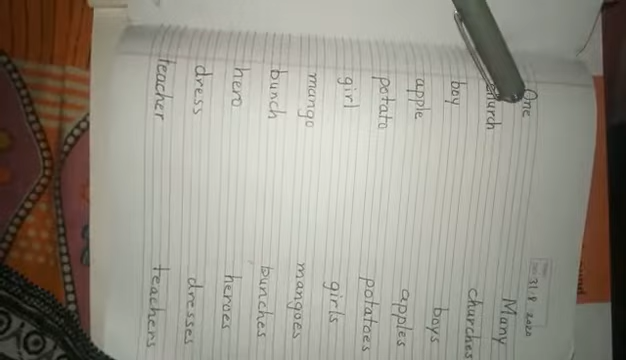 31.8.2020
One Many
church churches
boy boys
apple apples
potato potatoes
girl girls
mango mangoes
bunch bunches
hero heroes
dress dresses
teacher teachers